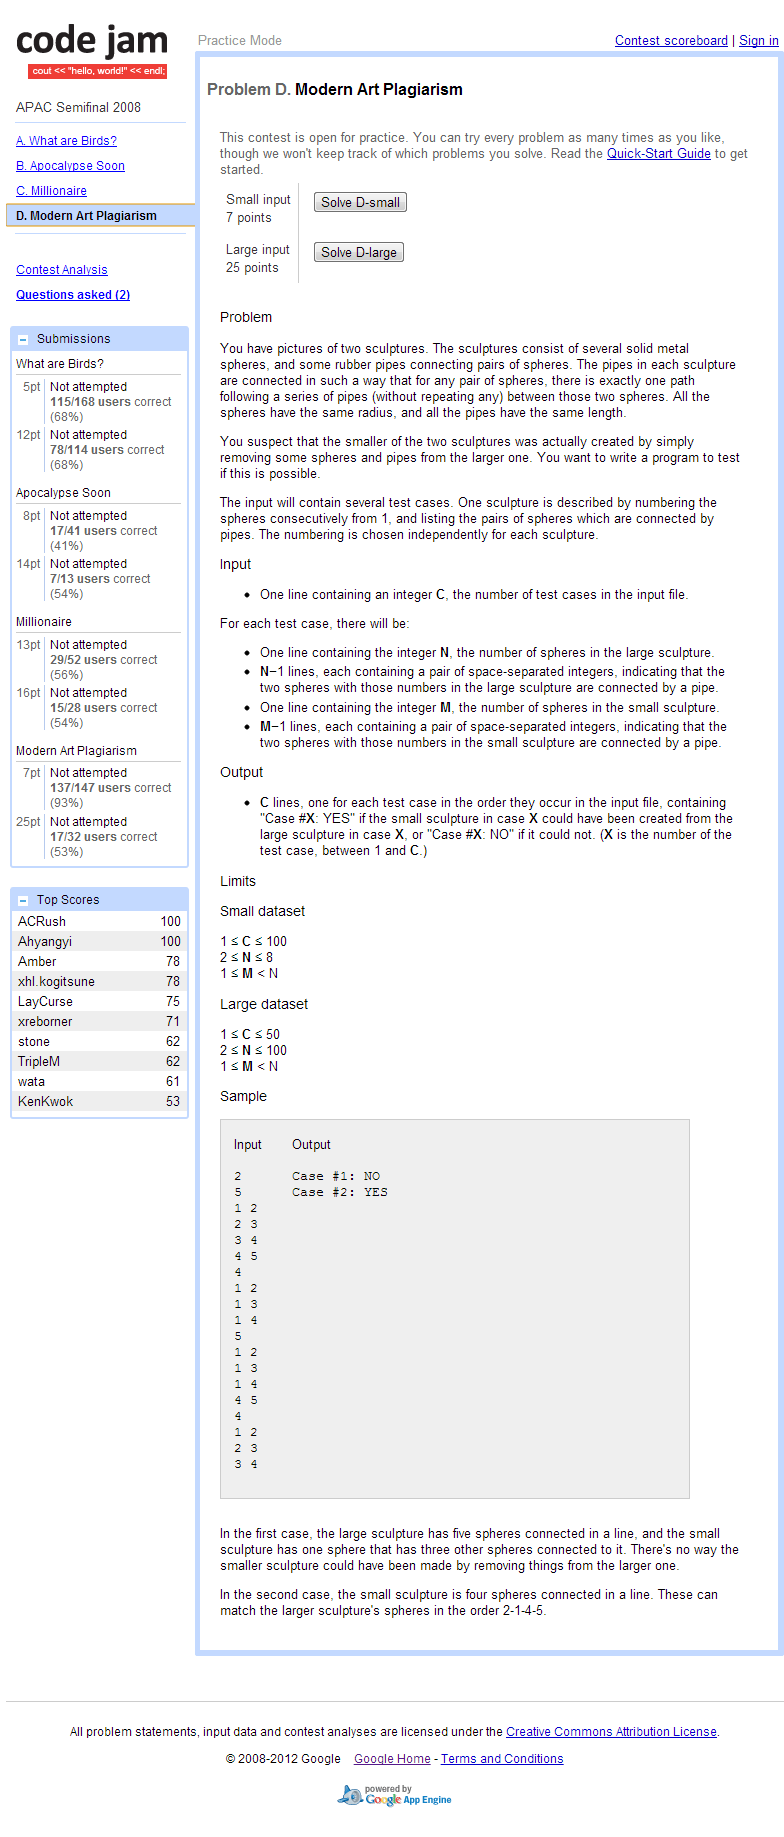 code jam
cout << "hello, world!" << endl;
Practice Mode
Contest scoreboard | Sign in
APAC Semifinal 2008
A. What are Birds?
B. Apocalypse Soon
C. Millionaire
D. Modern Art Plagiarism
Contest Analysis
Questions asked (2)
Submissions
What are Birds?
5pt Not attempted
115/168 users correct
(68%)
12pt Not attempted
78/114 users correct
(68%)
Apocalypse Soon
8pt Not attempted
17/41 users correct
(41%)
14pt Not attempted
7/13 users correct
(54%)
Millionaire
13pt Not attempted
29/52 users correct
(56%)
16pt Not attempted
15/28 users correct
(54%)
Modern Art Plagiarism
7pt Not attempted
137/147 users correct
(93%)
25pt Not attempted
17/32 users correct
(53%)
Top Scores
ACRush 100
Ahyangyi 100
Amber 78
xhl.kogitsune 78
LayCurse 75
xreborner 71
stone 62
TripleM 62
wata 61
KenKwok 53
Problem D. Modern Art Plagiarism
This contest is open for practice. You can try every problem as many times as you like,
though we won't keep track of which problems you solve. Read the Quick-Start Guide to get
started.
Small input
7 points
Solve D-small
Large input
25 points
Solve D-large
Problem
You have pictures of two sculptures. The sculptures consist of several solid metal
spheres, and some rubber pipes connecting pairs of spheres. The pipes in each sculpture
are connected in such a way that for any pair of spheres, there is exactly one path
following a series of pipes (without repeating any) between those two spheres. All the
spheres have the same radius, and all the pipes have the same length.
You suspect that the smaller of the two sculptures was actually created by simply
removing some spheres and pipes from the larger one. You want to write a program to test
if this is possible.
The input will contain several test cases. One sculpture is described by numbering the
spheres consecutively from 1, and listing the pairs of spheres which are connected by
pipes. The numbering is chosen independently for each sculpture.
Input
• One line containing an integer C, the number of test cases in the input file.
For each test case, there will be:
• One line containing the integer N, the number of spheres in the large sculpture.
• N−1 lines, each containing a pair of space-separated integers, indicating that the
two spheres with those numbers in the large sculpture are connected by a pipe.
• One line containing the integer M, the number of spheres in the small sculpture.
• M−1 lines, each containing a pair of space-separated integers, indicating that the
two spheres with those numbers in the small sculpture are connected by a pipe.
Output
• C lines, one for each test case in the order they occur in the input file, containing
"Case #X: YES" if the small sculpture in case X could have been created from the
large sculpture in case X, or "Case #X: NO" if it could not. (X is the number of the
test case, between 1 and C.)
Limits
Small dataset
1 ≤ C ≤ 100
2 ≤ N ≤ 8
1 ≤ M < N
Large dataset
1 ≤ C ≤ 50
2 ≤ N ≤ 100
1 ≤ M < N
Sample
Input Output
2 Case #1: NO
5 Case #2: YES
1 2
2 3
3 4
4 5
4
1 2
1 3
1 4
5
1 2
1 3
1 4
4 5
4
1 2
2 3
3 4
In the first case, the large sculpture has five spheres connected in a line, and the small
sculpture has one sphere that has three other spheres connected to it. There's no way the
smaller sculpture could have been made by removing things from the larger one.
In the second case, the small sculpture is four spheres connected in a line. These can
match the larger sculpture's spheres in the order 2-1-4-5.
All problem statements, input data and contest analyses are licensed under the Creative Commons Attribution License.
© 2008-2012 Google Google Home - Terms and Conditions
powered by
Google App Engine